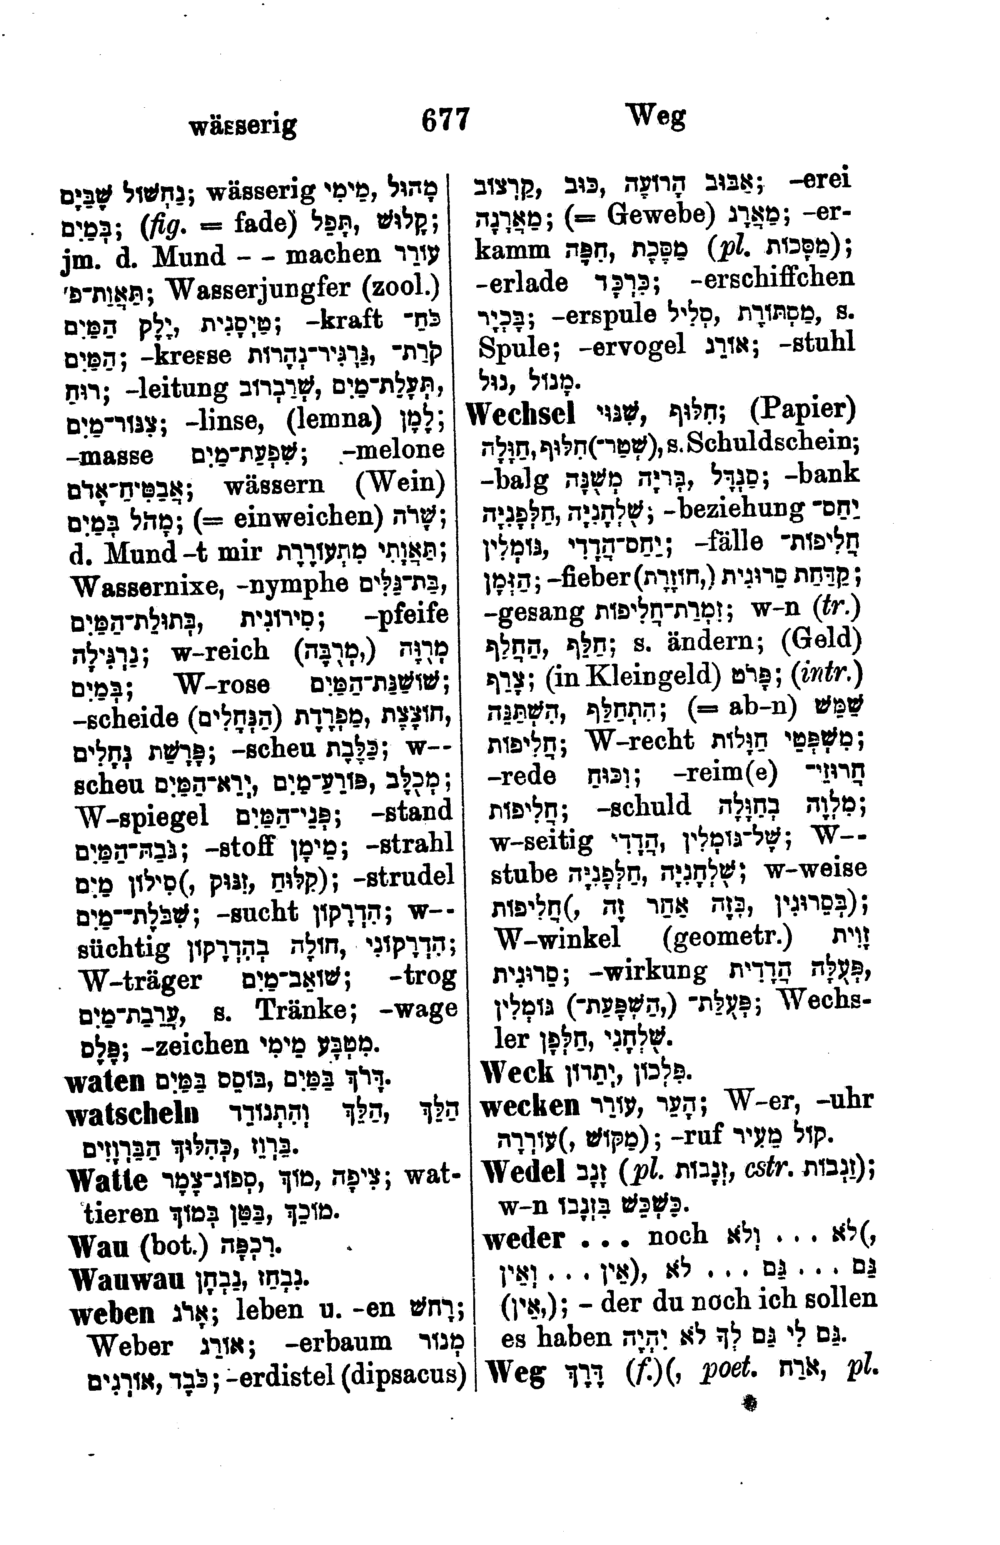 wässerig 677 Weg
נַחְשׁוֹל שָׁבַיִם; wässerig מָהוּל, מֵימִי
בְּמַיִם; (fig. = fade) קָלוּשׁ, תָּפֵל;
jm. d. Mund - - machen עוֹרֵר
תַּאֲוַת־פּ׳; Wasserjungfer (zool.)
טַיְסָנִית, יֶלֶק הַמַּיִם; -kraft כֹּחַ־
הַמַּיִם; -kresse קֹרַת־, גַּרְגִּיר־נְהָרוֹת
רוּחַ; -leitung תְּעָלַת־מַיִם, שְׁרַבְרוֹב,
צִנּוֹר־מַיִם; -linse, (lemna) לֶמָן;
-masse שִׁפְעַת־מַיִם; -melone
אֲבַטִּיחַ־אָדֹם; wässern (Wein)
מָהֹל בְּמַיִם; (= einweichen) שָׁרֹה;
d. Mund -t mir תַּאֲוָתִי מִתְעוֹרֶרֶת;
Wassernixe, -nymphe בַּת־גַּלִּים,
בְּתוּלַת־הַמַּיִם, סִירוֹנִית; -pfeife
נַרְגִּילָה; w-reich מְרֻוֶּה (מְרֻבֶּה,)
בְּמַיִם; W-rose שׁוֹשַׁנַּת־הַמַּיִם;
-scheide חוֹצֶצֶת, מַפְרֶדֶת (הַנְּחָלִים),
פָּרָשַׁת נְחָלִים; -scheu כַּלֶּבֶת; w--
scheu מְכֻלָּב, פּוֹרֵעַ־מַיִם, יְרֵא־הַמַּיִם;
W-spiegel פְּנֵי־הַמַּיִם; -stand
גֹּבַהּ־הַמַּיִם; -stoff מֵימָן; -strahl
סִילוֹן מַיִם (קִלּוּחַ, זִנּוּק,); -strudel
שִׁבֹּלֶת־מַיִם; -sucht הִדְרָקוֹן; w--
süchtig הִדְרָקוֹנִי, חוֹלֶה בְּהִדְרָקוֹן;
W-träger שׁוֹאֵב־מַיִם; -trog
עֲרֵבַת־מַיִם, s. Tränke; -wage
פֶּלֶס; -zeichen מַטְבֵּעַ מֵימִי.
waten דָּרֹךְ בַּמַּיִם, בּוֹסֵס בַּמַּיִם.
watscheln הַלֵּךְ, הַלֵּךְ וְהִתְנוֹדֵד
בַּרְוֵז, כְּהִלּוּךְ הַבַּרְוָזִים.
Watte צִיפָה, מוֹךְ, סְפוֹג־צֶמֶר; wat-
tieren מוֹכֵךְ, בַּטֵּן בְּמוֹךְ.
Wau (bot.) רִכְפָּה.
Wauwau נִבְחַז, נַבְחָן.
weben אָרֹג; leben u. -en רָחֹשׁ;
Weber אוֹרֵג; -erbaum מָנוֹר
אוֹרְגִים, כֹּבֶד; -erdistel (dipsacus)
אַבּוּב הָרוֹעֶה, כּוּב, קַרְצוּב; -erei
מַאֲרָגָה; (= Gewebe) מַאֲרָג; -er-
kamm מַסֶּכֶת, חַפָּה (pl. מַסָּכוֹת);
-erlade כַּרְכָּד; -erschiffchen
בָּכְיָר; -erspule מִסְתּוֹרֶת, סְלִיל, s.
Spule; -ervogel אוֹרֵג; -stuhl
מָנוֹל, נוּל.
Wechsel חִלּוּף, שִׁנּוּי; (Papier)
(שְׁטַר־)חִלּוּף, חִוּלָה, s. Schuldschein;
-balg סַנְדָּל, בְּרִיָּה מְשֻׁנָּה; -bank
שֻׁלְחָנִיָּה, חַלְפָנִיָּה; -beziehung יַחַס־
גּוֹמְלִין, יַחַס־הֲדָדִי; -fälle חֲלִיפוֹת־
הַזְּמָן; -fieber קַדַּחַת סֵרוּגִית (חוֹזֶרֶת,);
-gesang זִמְרַת־חֲלִיפוֹת; w-n (tr.)
חַלֵּף, הַחֲלֵף; s. ändern; (Geld)
צָרֵף; (in Kleingeld) פָּרֹט; (intr.)
הִתְחַלֵּף, הִשְׁתַּנֵּה; (= ab-n) שַׁמֵּשׁ
חֲלִיפוֹת; W-recht מִשְׁפְּטֵי חִוָּלוֹת;
-rede וִכּוּחַ; -reim(e) חֲרוּזֵי־
חֲלִיפוֹת; -schuld מִלְוֶה בְחִוָּלָה;
w-seitig שֶׁל־גּוֹמְלִין, הֲדָדִי; W--
stube שֻׁלְחָנִיָּה, חַלְפָנִיָּה; w-weise
חֲלִיפוֹת (בְּסֵרוּגִין, בָּזֶה אַחַר זֶה,);
W-winkel (geometr.) זָוִית
סֵרוּגִית; -wirkung פְּעֻלָּה הֲדָדִית,
פְּעֻלַּת־ (הַשְׁפָּעַת־,) גּוֹמְלִין; Wechs-
ler שֻׁלְחָנִי, חַלְפָן.
Weck פִּלְכּוֹן, יִתְרוֹן.
wecken הָעֵר, עוֹרֵר; W-er, -uhr
(מֵקִיץ,) עוֹרְרָה; -ruf קוֹל מֵעִיר.
Wedel זָנָב (pl. זְנָבוֹת, cstr. זַנְבוֹת);
w-n כַּשְׁכֵּשׁ בִּזְנָבוֹ.
weder ... noch לֹא ... וְלֹא (,
גַּם ... גַּם ... לֹא, (אֵין ... וְאֵין
(אֵין,); - der du noch ich sollen
es haben גַּם לִי גַּם לְךָ לֹא יִהְיֶה.
Weg דֶּרֶךְ (f.)(, poet. אֹרַח, pl.